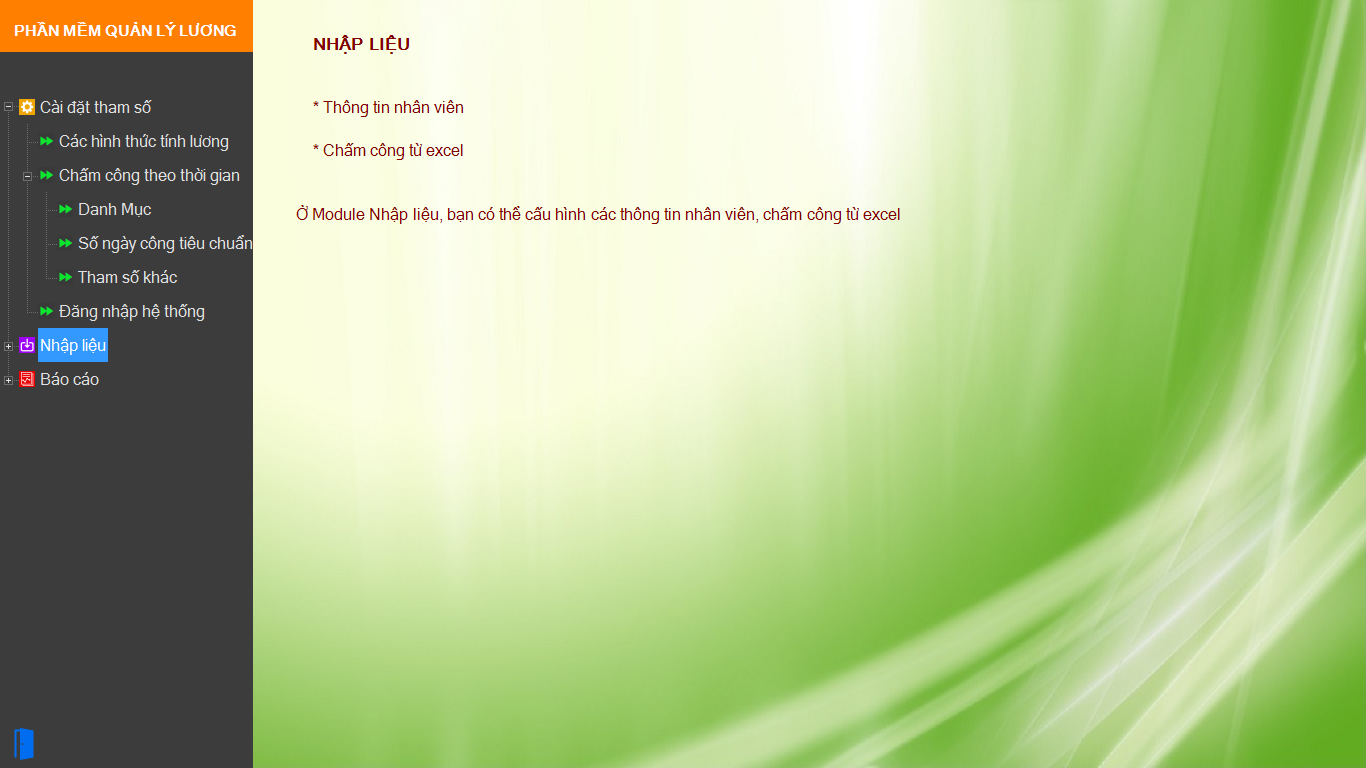 PHẦN MỀM QUẢN LÝ LƯƠNG
Cài đặt tham số
Các hình thức tính lương
Chấm công theo thời gian
Danh Mục
Số ngày công tiêu chuẩn
Tham số khác
Đăng nhập hệ thống
Nhập liệu
Báo cáo
NHẬP LIỆU
* Thông tin nhân viên
* Chấm công từ excel
Ở Module Nhập liệu, bạn có thể cấu hình các thông tin nhân viên, chấm công từ excel